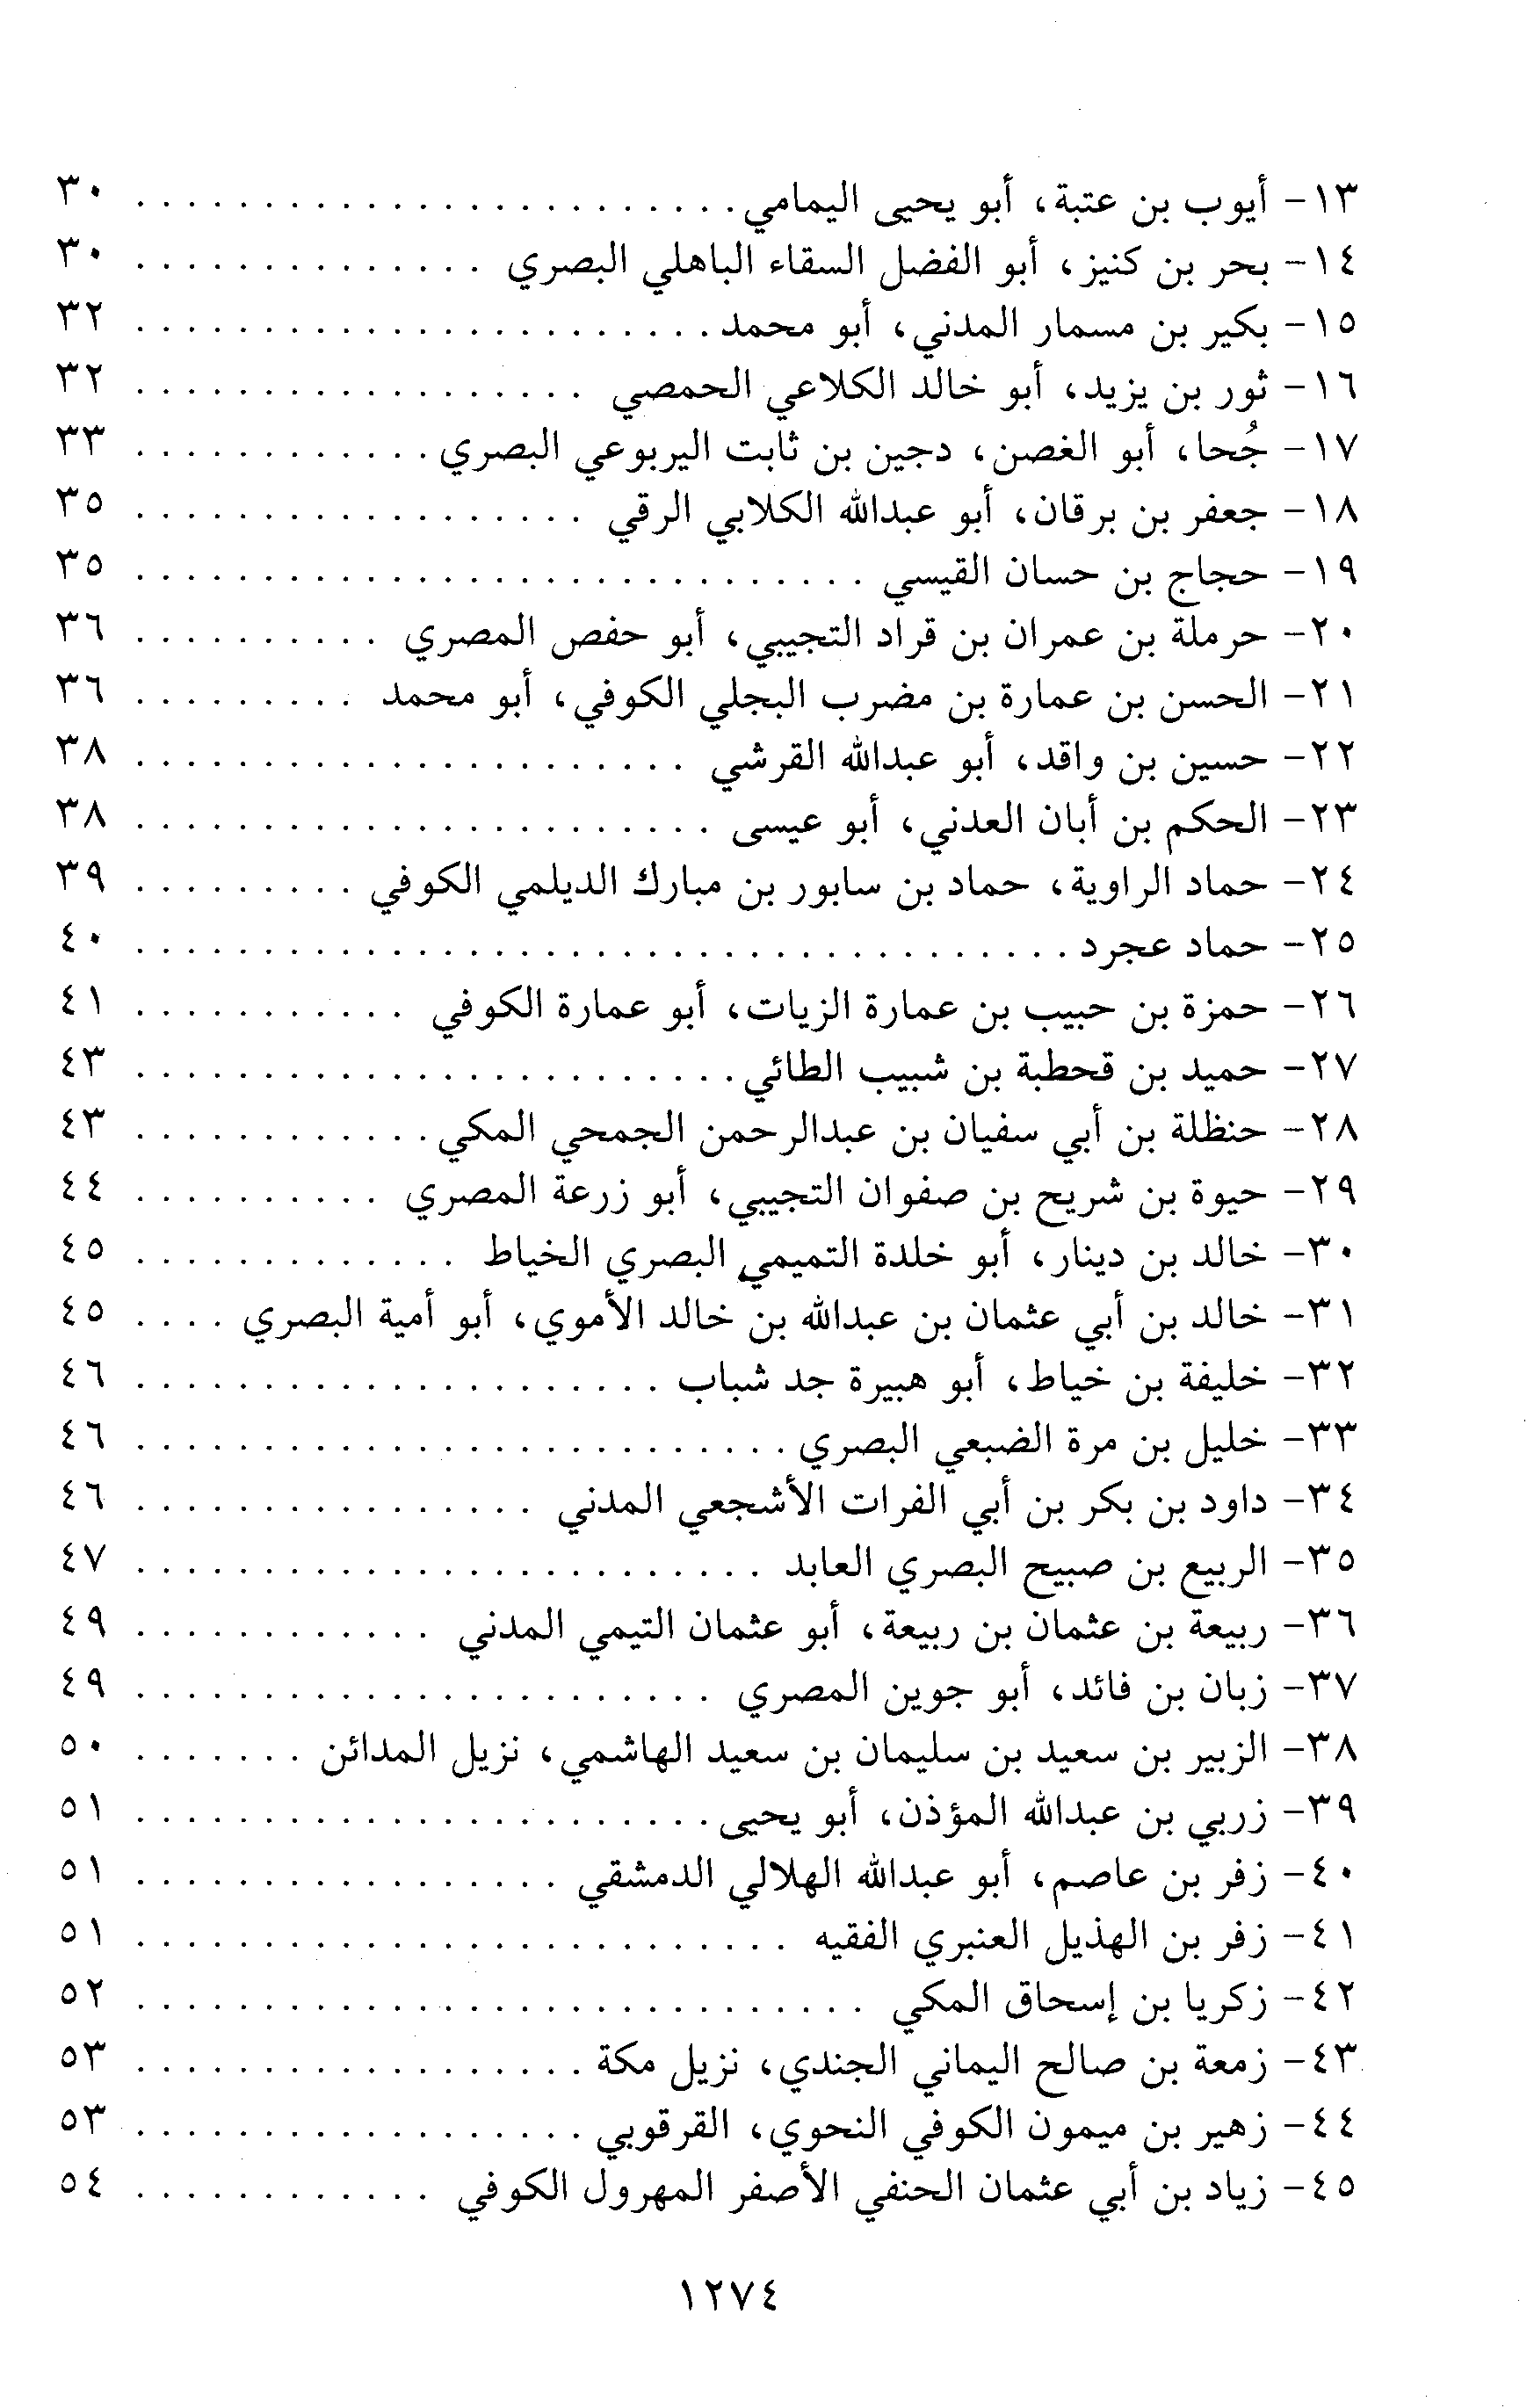 ١٣- أيوب بن عتبة، أبو يحيى اليمامي . . . . . . . . . . . . . . . . . . . . . . . . ٣٠
١٤- بحر بن كنيز، أبو الفضل السقاء الباهلي البصري . . . . . . . . . . . . . . ٣٠
١٥- بكير بن مسمار المدني، أبو محمد . . . . . . . . . . . . . . . . . . . . . . . ٣٢
١٦- ثور بن يزيد، أبو خالد الكلاعي الحمصي . . . . . . . . . . . . . . . . . . ٣٢
١٧- جُحا، أبو الغصن، دجين بن ثابت اليربوعي البصري . . . . . . . . . . . . ٣٣
١٨- جعفر بن برقان، أبو عبدالله الكلابي الرقي . . . . . . . . . . . . . . . . . . ٣٥
١٩- حجاج بن حسان القيسي . . . . . . . . . . . . . . . . . . . . . . . . . . . . . ٣٥
٢٠- حرملة بن عمران بن قراد التجيبي، أبو حفص المصري . . . . . . . . . . ٣٦
٢١- الحسن بن عمارة بن مضرب البجلي الكوفي، أبو محمد . . . . . . . . . ٣٦
٢٢- حسين بن واقد، أبو عبدالله القرشي . . . . . . . . . . . . . . . . . . . . . . ٣٨
٢٣- الحكم بن أبان العدني، أبو عيسى . . . . . . . . . . . . . . . . . . . . . . . ٣٨
٢٤- حماد الراوية، حماد بن سابور بن مبارك الديلمي الكوفي . . . . . . . . . ٣٩
٢٥- حماد عجرد . . . . . . . . . . . . . . . . . . . . . . . . . . . . . . . . . . . . . ٤٠
٢٦- حمزة بن حبيب بن عمارة الزيات، أبو عمارة الكوفي . . . . . . . . . . . ٤١
٢٧- حميد بن قحطبة بن شبيب الطائي . . . . . . . . . . . . . . . . . . . . . . . . ٤٣
٢٨- حنظلة بن أبي سفيان بن عبدالرحمن الجمحي المكي . . . . . . . . . . . . ٤٣
٢٩- حيوة بن شريح بن صفوان التجيبي، أبو زرعة المصري . . . . . . . . . . ٤٤
٣٠- خالد بن دينار، أبو خلدة التميمي البصري الخياط . . . . . . . . . . . . . ٤٥
٣١- خالد بن أبي عثمان بن عبدالله بن خالد الأموي، أبو أمية البصري . . . . ٤٥
٣٢- خليفة بن خياط، أبو هبيرة جد شباب . . . . . . . . . . . . . . . . . . . . . ٤٦
٣٣- خليل بن مرة الضبعي البصري . . . . . . . . . . . . . . . . . . . . . . . . . . ٤٦
٣٤- داود بن بكر بن أبي الفرات الأشجعي المدني . . . . . . . . . . . . . . . . ٤٦
٣٥- الربيع بن صبيح البصري العابد . . . . . . . . . . . . . . . . . . . . . . . . . ٤٧
٣٦- ربيعة بن عثمان بن ربيعة، أبو عثمان التيمي المدني . . . . . . . . . . . . ٤٩
٣٧- زبان بن فائد، أبو جوين المصري . . . . . . . . . . . . . . . . . . . . . . . ٤٩
٣٨- الزبير بن سعيد بن سليمان بن سعيد الهاشمي، نزيل المدائن . . . . . . . ٥٠
٣٩- زربي بن عبدالله المؤذن، أبو يحيى . . . . . . . . . . . . . . . . . . . . . . . ٥١
٤٠- زفر بن عاصم، أبو عبدالله الهلالي الدمشقي . . . . . . . . . . . . . . . . . ٥١
٤١- زفر بن الهذيل العنبري الفقيه . . . . . . . . . . . . . . . . . . . . . . . . . . ٥١
٤٢- زكريا بن إسحاق المكي . . . . . . . . . . . . . . . . . . . . . . . . . . . . . ٥٢
٤٣- زمعة بن صالح اليماني الجندي، نزيل مكة . . . . . . . . . . . . . . . . . . ٥٣
٤٤- زهير بن ميمون الكوفي النحوي، القرقوبي . . . . . . . . . . . . . . . . . . ٥٣
٤٥- زياد بن أبي عثمان الحنفي الأصفر المهرول الكوفي . . . . . . . . . . . . ٥٤
١٢٧٤